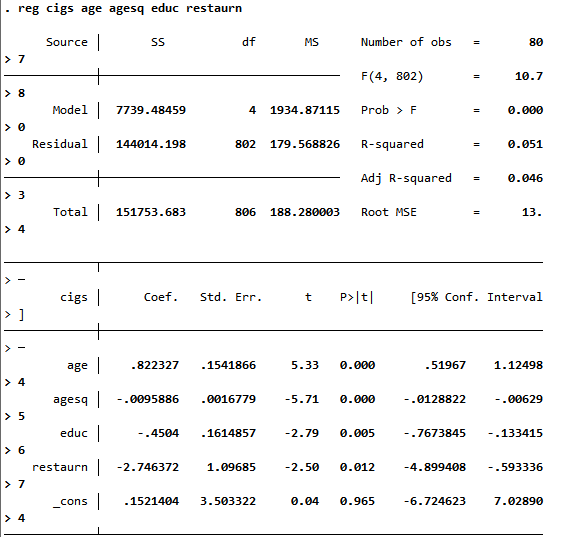 . reg cigs age agesq educ restaurn
Source | SS df MS Number of obs = 80
> 7
F(4, 802) = 10.7
> 8
Model | 7739.48459 4 1934.87115 Prob > F = 0.000
> 0
Residual | 144014.198 802 179.568826 R-squared = 0.051
> 0
Adj R-squared = 0.046
> 3
Total | 151753.683 806 188.280003 Root MSE = 13.
> 4
> —
cigs | Coef. Std. Err. t P>|t| [95% Conf. Interval
> ]
> —
age | .822327 .1541866 5.33 0.000 .51967 1.12498
> 4
agesq | -.0095886 .0016779 -5.71 0.000 -.0128822 -.00629
> 5
educ | -.4504 .1614857 -2.79 0.005 -.7673845 -.133415
> 6
restaurn | -2.746372 1.09685 -2.50 0.012 -4.899408 -.593336
> 7
_cons | .1521404 3.503322 0.04 0.965 -6.724623 7.02890
> 4